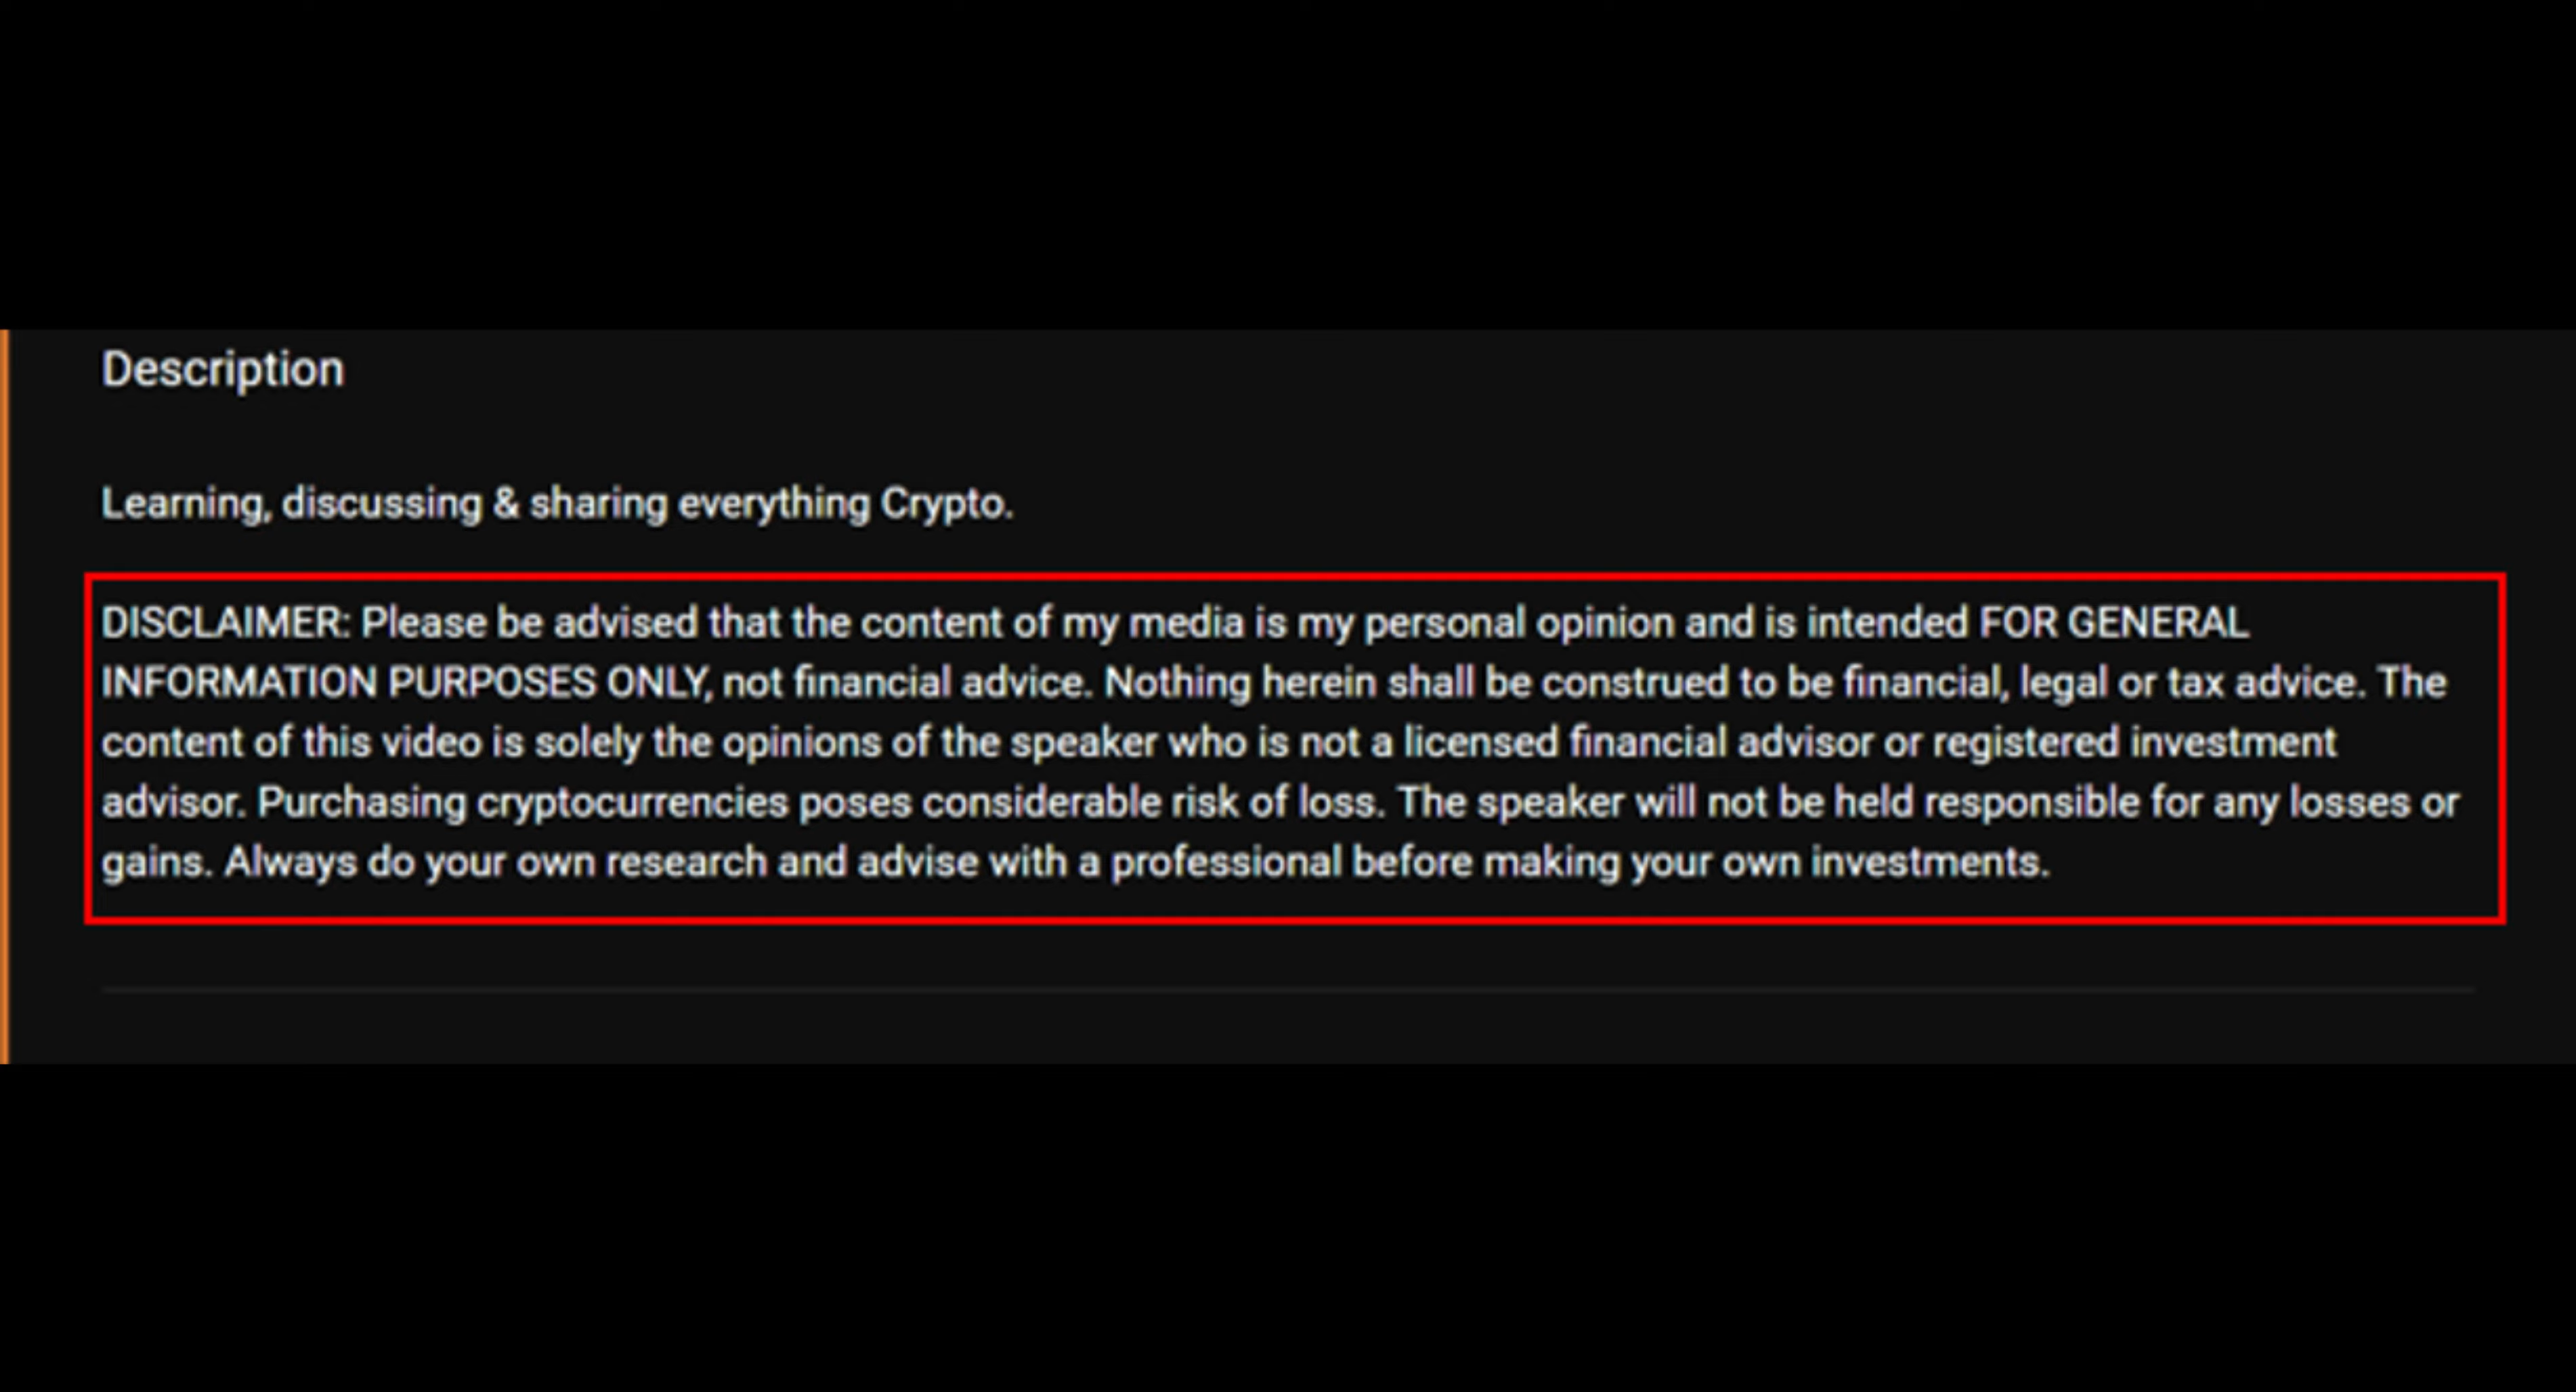 Description
Learning, discussing & sharing everything Crypto.
DISCLAIMER: Please be advised that the content of my media is my personal opinion and is intended FOR GENERAL
INFORMATION PURPOSES ONLY, not financial advice. Nothing herein shall be construed to be financial, legal or tax advice. The
content of this video is solely the opinions of the speaker who is not a licensed financial advisor or registered investment
advisor. Purchasing cryptocurrencies poses considerable risk of loss. The speaker will not be held responsible for any losses or
gains. Always do your own research and advise with a professional before making your own investments.